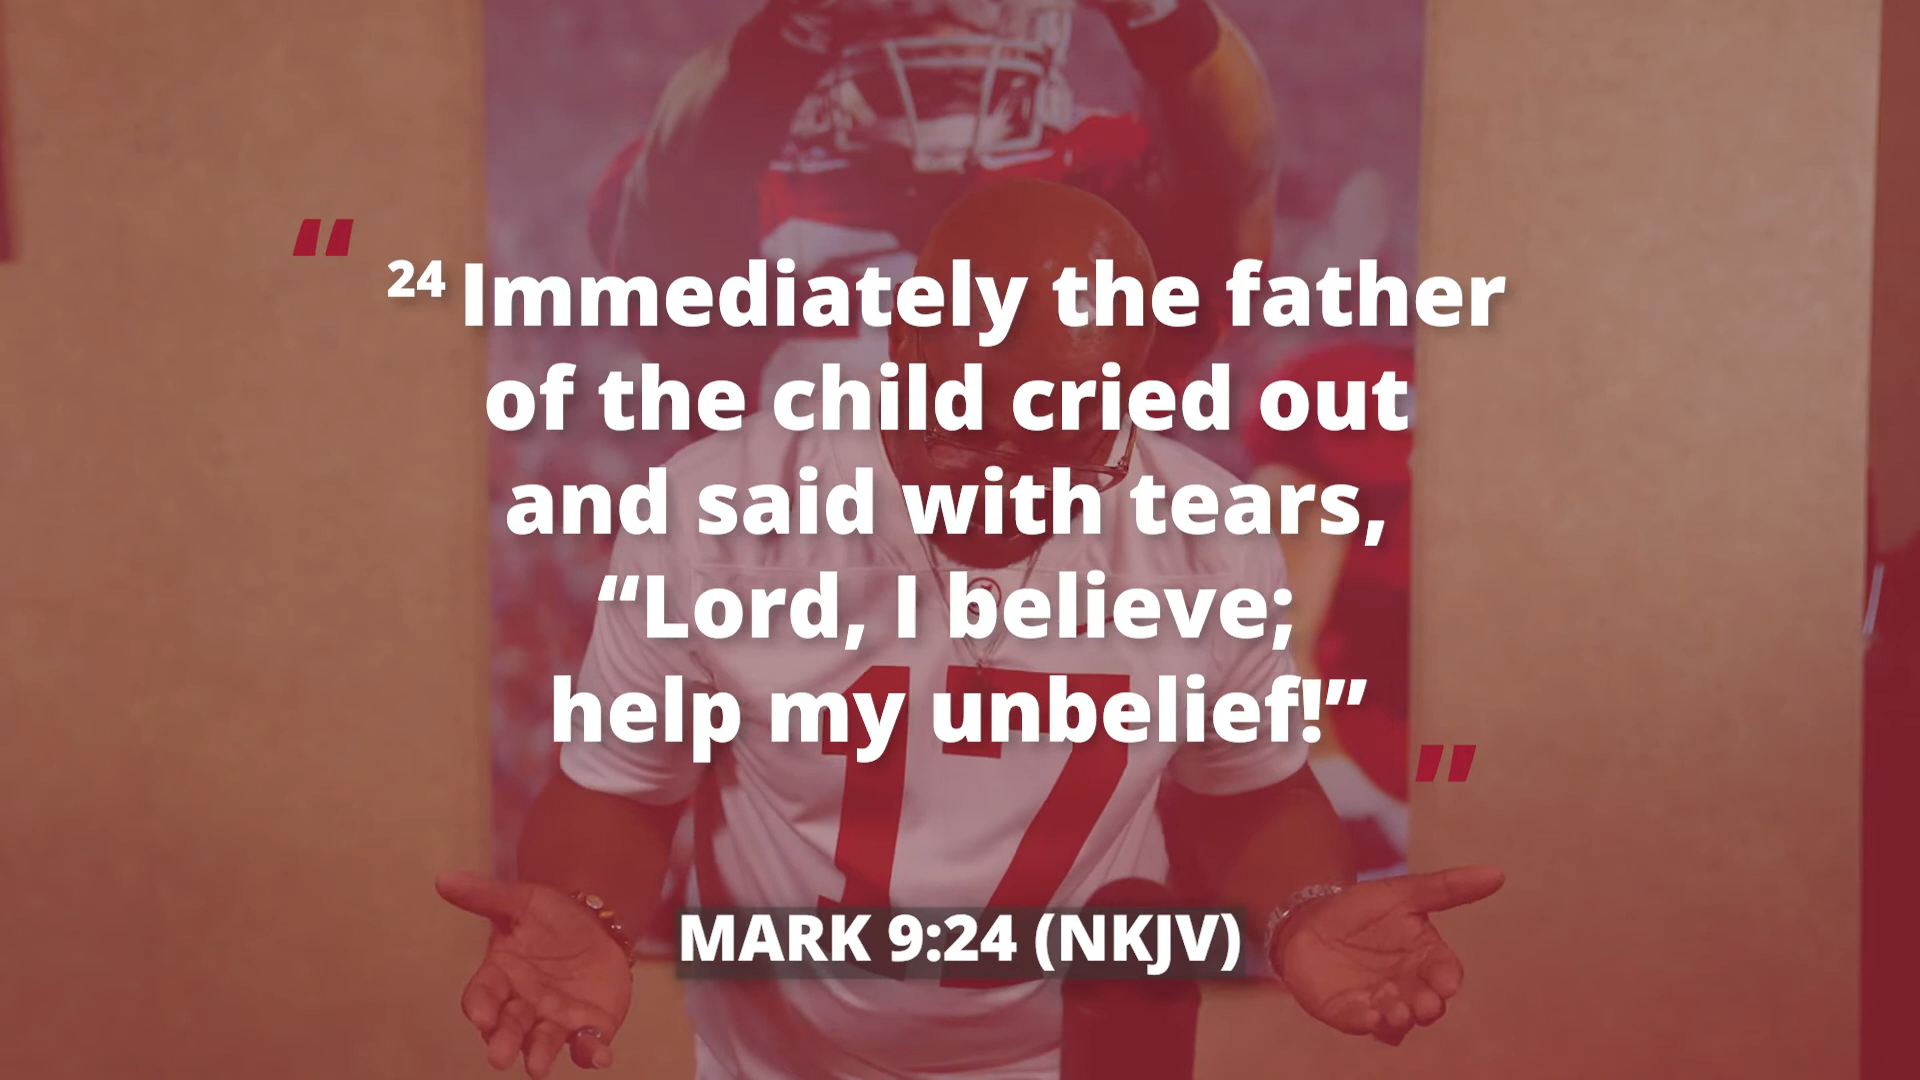 “
24 Immediately the father
of the child cried out
and said with tears,
“Lord, I believe;
help my unbelief!”
”
17
MARK 9:24 (NKJV)